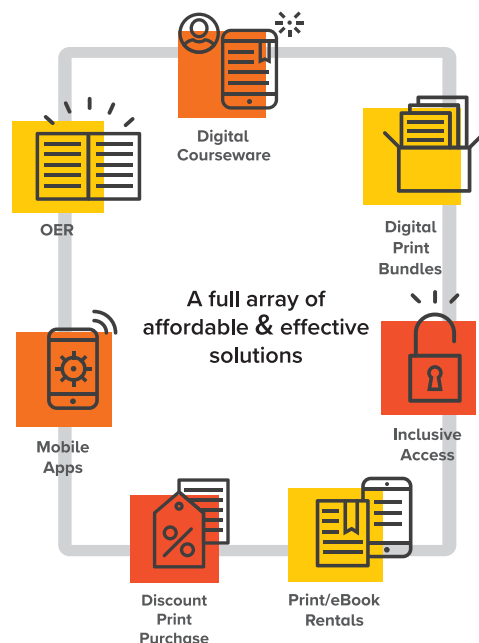 Digital
Courseware
OER
Digital
Print
Bundles
A full array of
affordable & effective
solutions
Mobile
Apps
Inclusive
Access
%
Discount
Print
Purchase
Print/eBook
Rentals